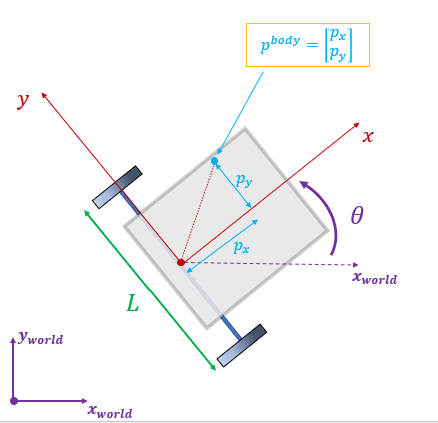 p^body = [p_x
p_y]
y
x
p_y
θ
p_x
x_world
L
y_world
x_world